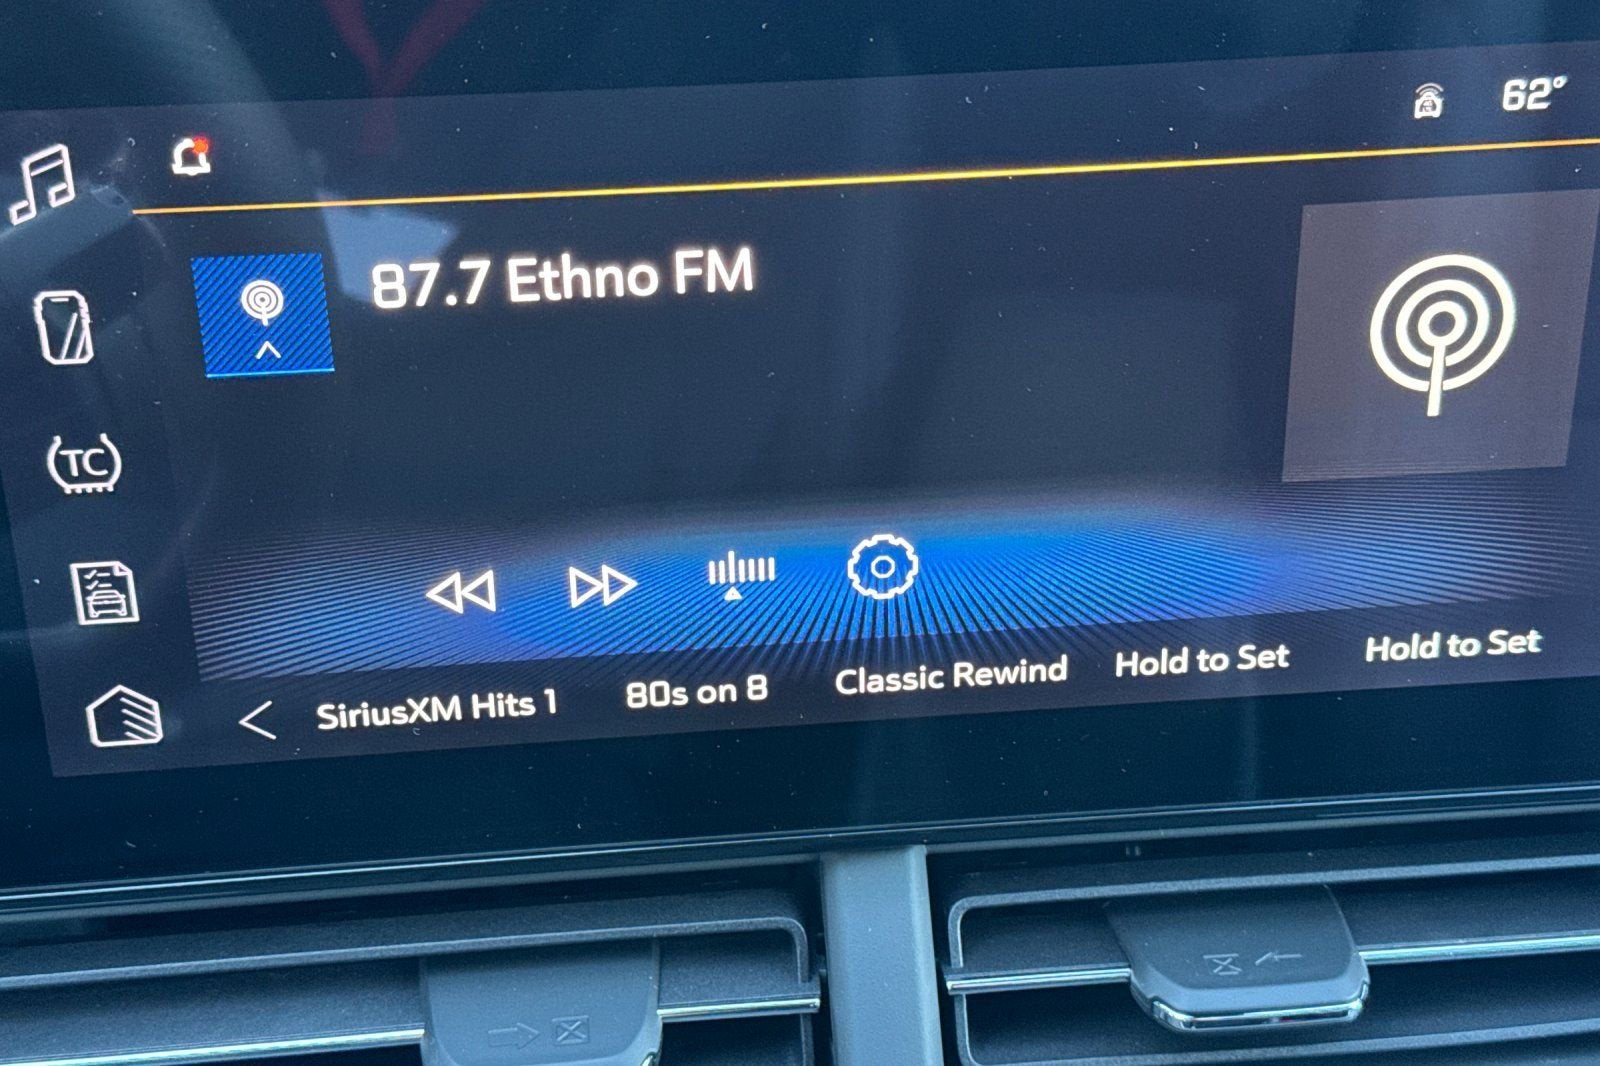 62°
87.7 Ethno FM
TC
SiriusXM Hits 1
80s on 8
Classic Rewind
Hold to Set
Hold to Set